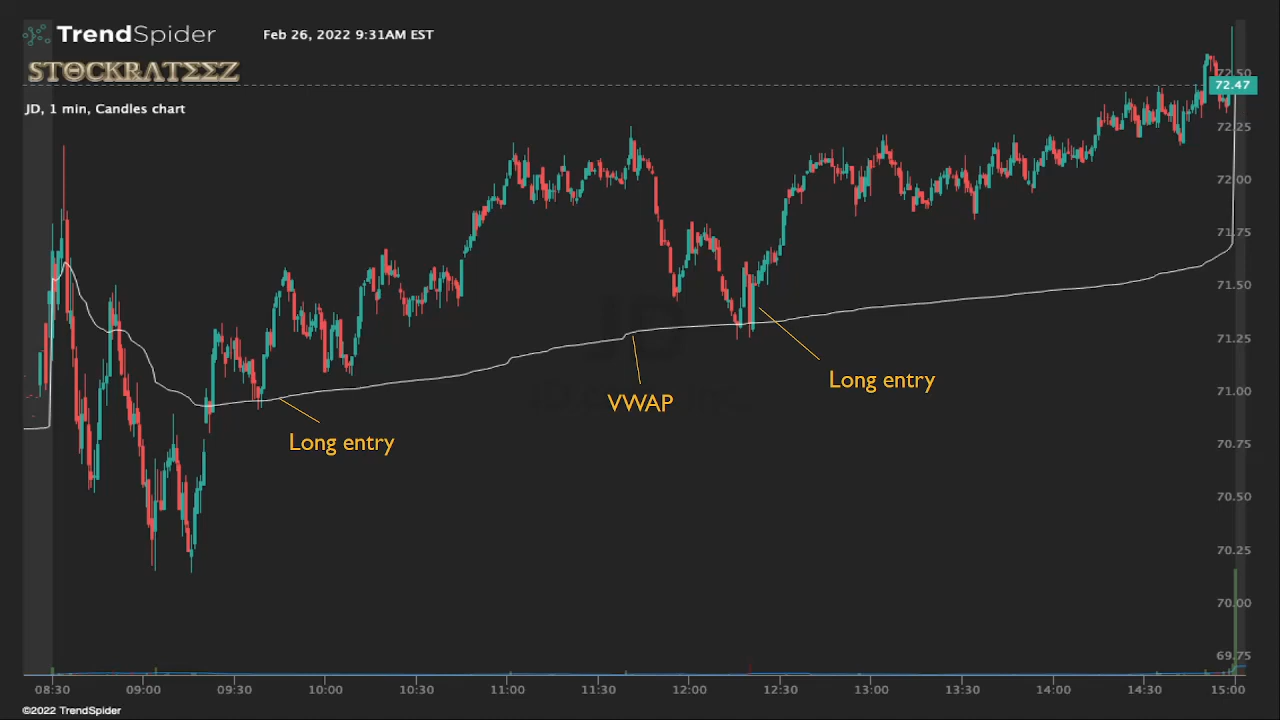 TrendSpider
Feb 26, 2022 9:31AM EST
STΘCKRΛTΣΣZ
JD, 1 min, Candles chart
72.50
72.47
72.25
72.00
71.75
71.50
71.25
71.00
70.75
70.50
70.25
70.00
69.75
JD
Long entry
VWAP
Long entry
08:30 09:00 09:30 10:00 10:30 11:00 11:30 12:00 12:30 13:00 13:30 14:00 14:30 15:00
©2022 TrendSpider